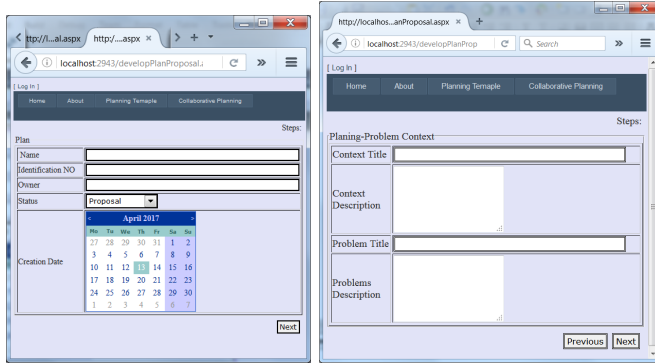 http://l...al.aspx http:/....aspx × > + ▾
localhost:2943/developPlanProposal.a
[ Log In ]
Home About Planning Temaple Collaborative Planning
Steps:
Plan
Name
Identification NO
Owner
Status Proposal
Creation Date
< April 2017 >
Mo Tu We Th Fr Sa Su
27 28 29 30 31 1 2
3 4 5 6 7 8 9
10 11 12 13 14 15 16
17 18 19 20 21 22 23
24 25 26 27 28 29 30
1 2 3 4 5 6 7
Next
http://localhos...anProposal.aspx × +
localhost:2943/developPlanProp Search
[ Log In ]
Home About Planning Temaple Collaborative Planning
Steps:
Planing-Problem Context
Context Title
Context
Description
Problem Title
Problems
Description
Previous Next